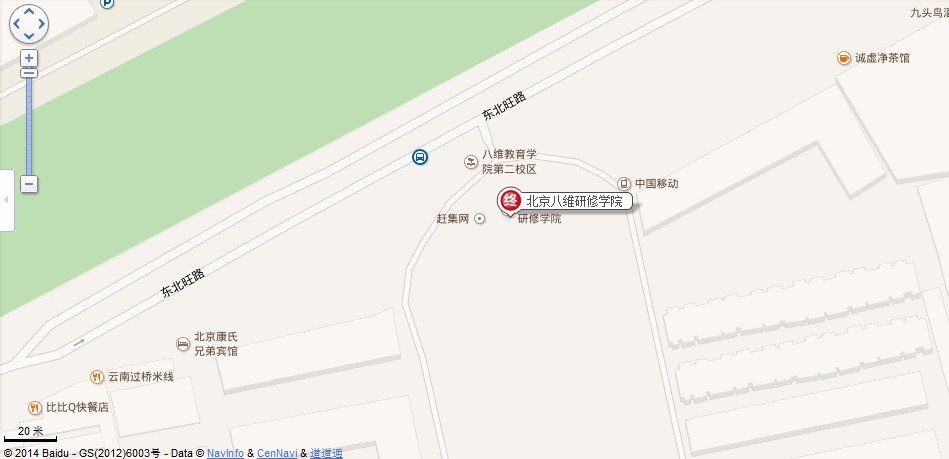 P
九头鸟酒
诚虚净茶馆
东北旺路
八维教育学
院第二校区
中国移动
终 北京八维研修学院
赶集网
研修学院
东北旺路
北京康氏
兄弟宾馆
云南过桥米线
比比Q快餐店
20 米
© 2014 Baidu - GS(2012)6003号 - Data © NavInfo & CenNavi & 道道通